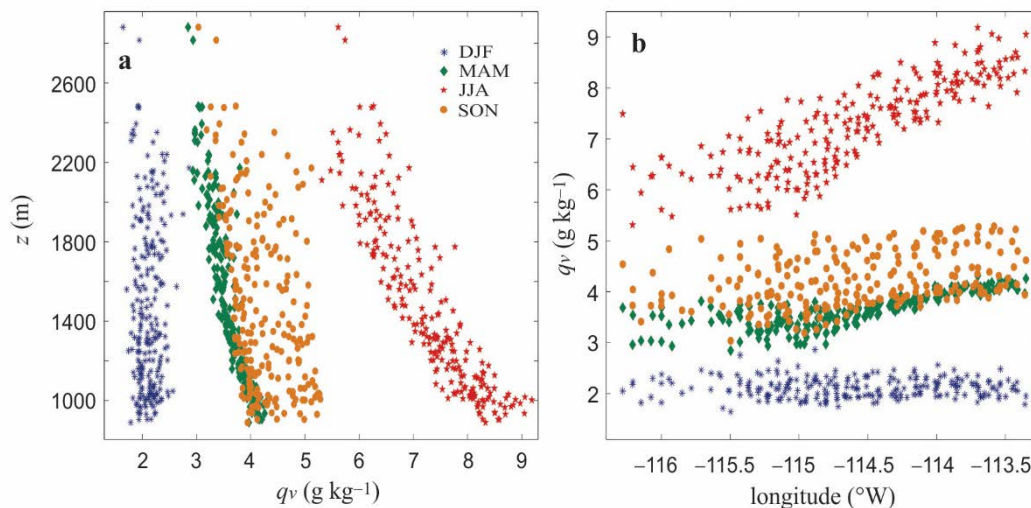 a
DJF
MAM
JJA
SON
2600
2200
1800
1400
1000
z (m)
2 3 4 5 6 7 8 9
qv (g kg–1)
b
9
8
7
6
5
4
3
2
qv (g kg–1)
–116 –115.5 –115 –114.5 –114 –113.5
longitude (°W)